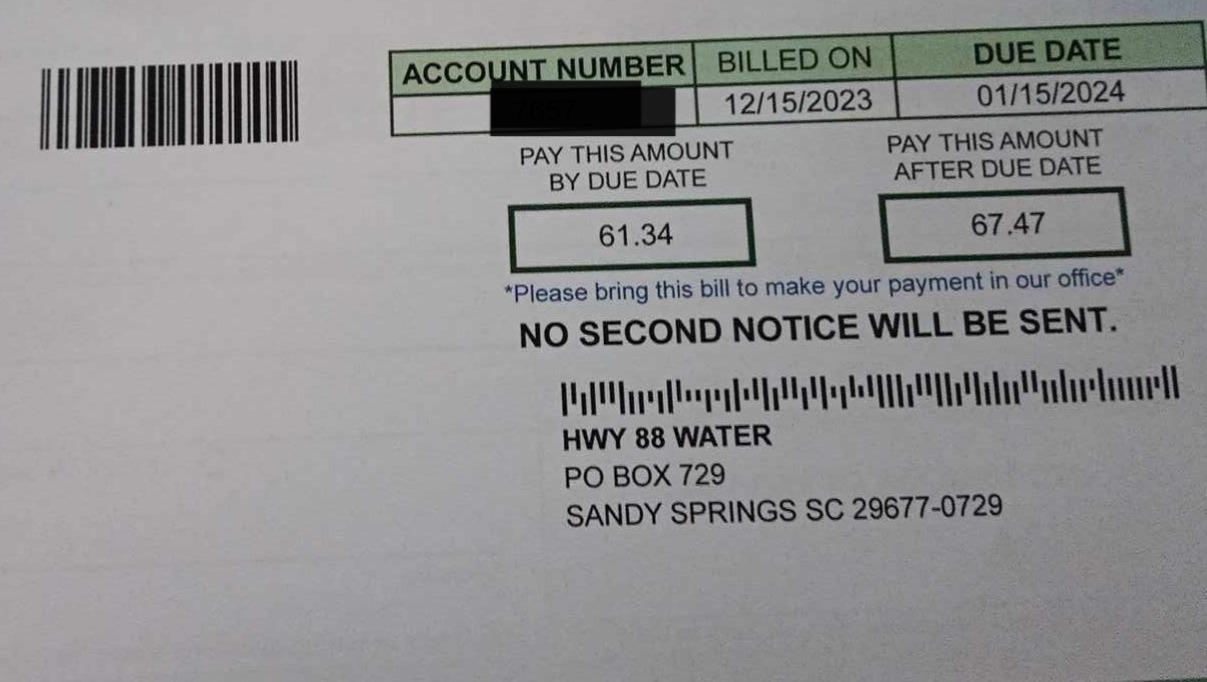 ACCOUNT NUMBER BILLED ON DUE DATE
12/15/2023 01/15/2024
PAY THIS AMOUNT
BY DUE DATE
PAY THIS AMOUNT
AFTER DUE DATE
61.34 67.47
*Please bring this bill to make your payment in our office*
NO SECOND NOTICE WILL BE SENT.
HWY 88 WATER
PO BOX 729
SANDY SPRINGS SC 29677-0729